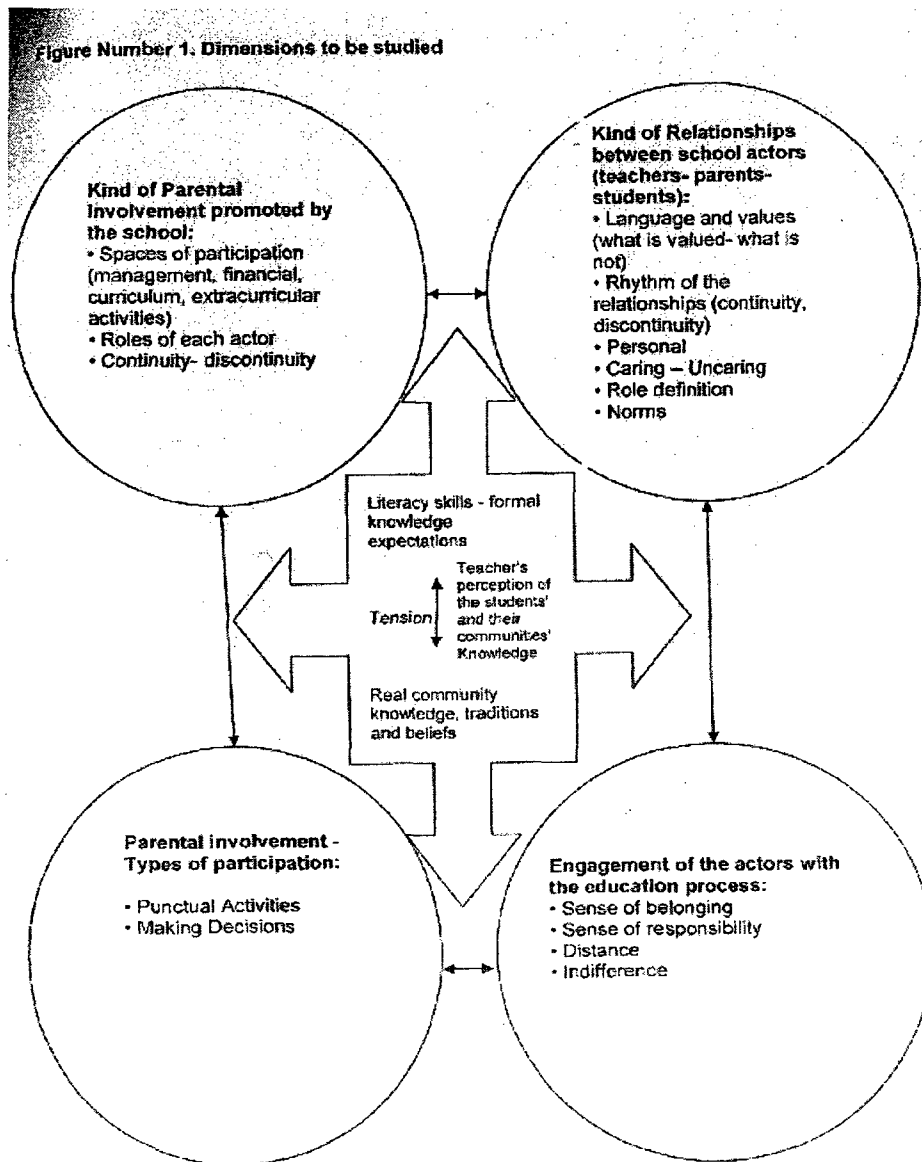 Figure Number 1. Dimensions to be studied
Kind of Parental
Involvement promoted by
the school:
• Spaces of participation
(management, financial,
curriculum, extracurricular
activities)
• Roles of each actor
• Continuity- discontinuity
Kind of Relationships
between school actors
(teachers- parents-
students):
• Language and values
(what is valued- what is
not)
• Rhythm of the
relationships (continuity,
discontinuity)
• Personal
• Caring – Uncaring
• Role definition
• Norms
Literacy skills - formal
knowledge
expectations
Tension
Teacher's
perception of
the students'
and their
communities'
Knowledge
Real community
knowledge, traditions
and beliefs
Parental involvement -
Types of participation:
• Punctual Activities
• Making Decisions
Engagement of the actors with
the education process:
• Sense of belonging
• Sense of responsibility
• Distance
• Indifference